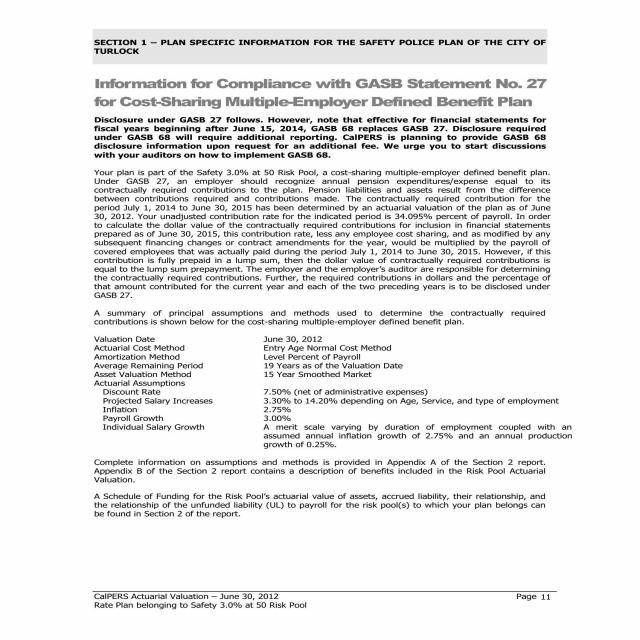 SECTION 1 – PLAN SPECIFIC INFORMATION FOR THE SAFETY POLICE PLAN OF THE CITY OF
TURLOCK
Information for Compliance with GASB Statement No. 27
for Cost-Sharing Multiple-Employer Defined Benefit Plan
Disclosure under GASB 27 follows. However, note that effective for financial statements for
fiscal years beginning after June 15, 2014, GASB 68 replaces GASB 27. Disclosure required
under GASB 68 will require additional reporting. CalPERS is planning to provide GASB 68
disclosure information upon request for an additional fee. We urge you to start discussions
with your auditors on how to implement GASB 68.
Your plan is part of the Safety 3.0% at 50 Risk Pool, a cost-sharing multiple-employer defined benefit plan.
Under GASB 27, an employer should recognize annual pension expenditures/expense equal to its
contractually required contributions to the plan. Pension liabilities and assets result from the difference
between contributions required and contributions made. The contractually required contribution for the
period July 1, 2014 to June 30, 2015 has been determined by an actuarial valuation of the plan as of June
30, 2012. Your unadjusted contribution rate for the indicated period is 34.095% percent of payroll. In order
to calculate the dollar value of the contractually required contributions for inclusion in financial statements
prepared as of June 30, 2015, this contribution rate, less any employee cost sharing, and as modified by any
subsequent financing changes or contract amendments for the year, would be multiplied by the payroll of
covered employees that was actually paid during the period July 1, 2014 to June 30, 2015. However, if this
contribution is fully prepaid in a lump sum, then the dollar value of contractually required contributions is
equal to the lump sum prepayment. The employer and the employer's auditor are responsible for determining
the contractually required contributions. Further, the required contributions in dollars and the percentage of
that amount contributed for the current year and each of the two preceding years is to be disclosed under
GASB 27.
A summary of principal assumptions and methods used to determine the contractually required
contributions is shown below for the cost-sharing multiple-employer defined benefit plan.
Valuation Date June 30, 2012
Actuarial Cost Method Entry Age Normal Cost Method
Amortization Method Level Percent of Payroll
Average Remaining Period 19 Years as of the Valuation Date
Asset Valuation Method 15 Year Smoothed Market
Actuarial Assumptions
Discount Rate 7.50% (net of administrative expenses)
Projected Salary Increases 3.30% to 14.20% depending on Age, Service, and type of employment
Inflation 2.75%
Payroll Growth 3.00%
Individual Salary Growth A merit scale varying by duration of employment coupled with an
assumed annual inflation growth of 2.75% and an annual production
growth of 0.25%.
Complete information on assumptions and methods is provided in Appendix A of the Section 2 report.
Appendix B of the Section 2 report contains a description of benefits included in the Risk Pool Actuarial
Valuation.
A Schedule of Funding for the Risk Pool's actuarial value of assets, accrued liability, their relationship, and
the relationship of the unfunded liability (UL) to payroll for the risk pool(s) to which your plan belongs can
be found in Section 2 of the report.
CalPERS Actuarial Valuation – June 30, 2012 Page 11
Rate Plan belonging to Safety 3.0% at 50 Risk Pool